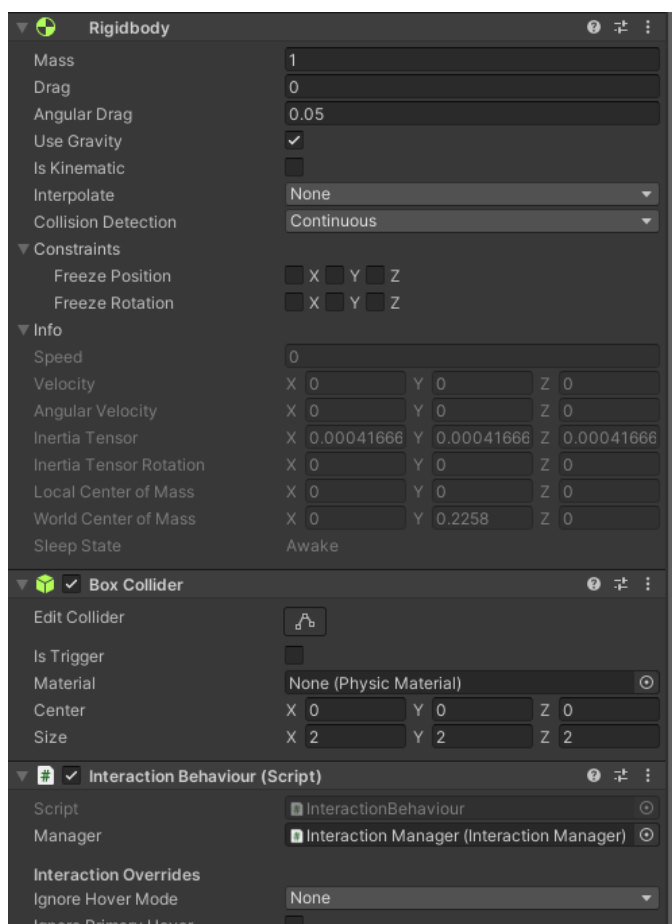 Rigidbody
Mass 1
Drag 0
Angular Drag 0.05
Use Gravity
Is Kinematic
Interpolate None
Collision Detection Continuous
Constraints
Freeze Position X Y Z
Freeze Rotation X Y Z
Info
Speed 0
Velocity X 0 Y 0 Z 0
Angular Velocity X 0 Y 0 Z 0
Inertia Tensor X 0.00041666 Y 0.00041666 Z 0.00041666
Inertia Tensor Rotation X 0 Y 0 Z 0
Local Center of Mass X 0 Y 0 Z 0
World Center of Mass X 0 Y 0.2258 Z 0
Sleep State Awake
Box Collider
Edit Collider
Is Trigger
Material None (Physic Material)
Center X 0 Y 0 Z 0
Size X 2 Y 2 Z 2
# Interaction Behaviour (Script)
Script InteractionBehaviour
Manager Interaction Manager (Interaction Manager)
Interaction Overrides
Ignore Hover Mode None
Ignore Primary Hover